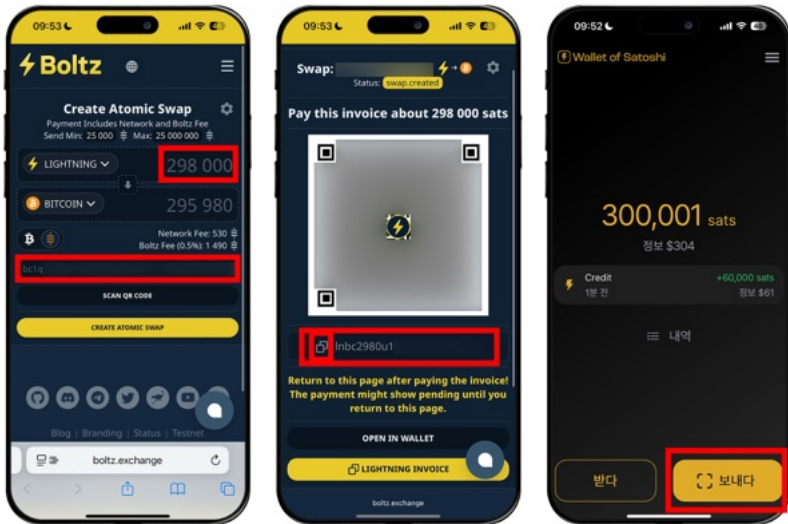 09:53
Boltz
Create Atomic Swap
Payment Includes Network and Boltz Fee
Send Min: 25 000 Max: 25 000 000
LIGHTNING
298 000
BITCOIN
295 980
Network Fee: 530
Boltz Fee (0.5%): 1 490
bc1q
SCAN QR CODE
CREATE ATOMIC SWAP
Blog | Branding | Status | Testnet
boltz.exchange
09:53
Swap:
Status: swap.created
Pay this invoice about 298 000 sats
lnbc2980u1
Return to this page after paying the invoice!
The payment might show pending until you
return to this page.
OPEN IN WALLET
LIGHTNING INVOICE
boltz.exchange
09:52
Wallet of Satoshi
300,001 sats
정보 $304
Credit
+60,000 sats
1분 전
정보 $61
내역
받다
보내다